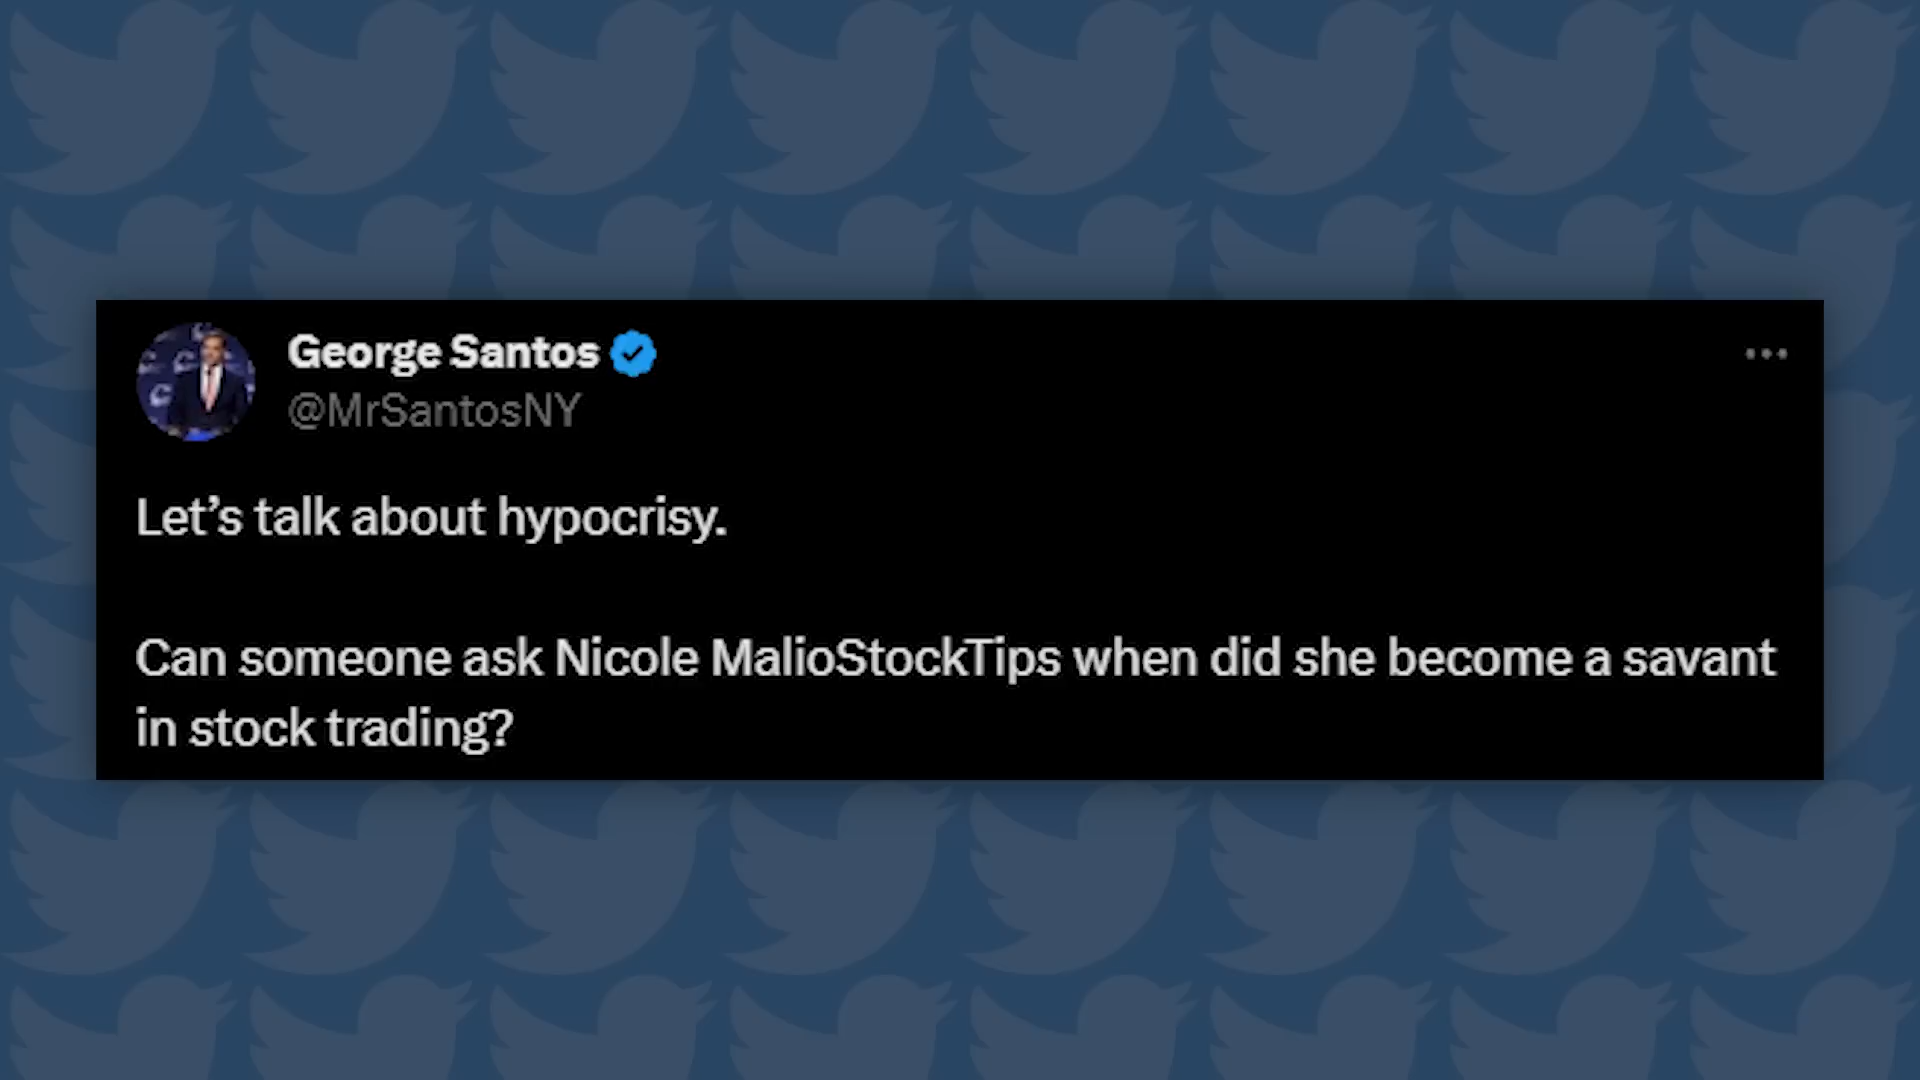 George Santos
@MrSantosNY
Let’s talk about hypocrisy.
Can someone ask Nicole MalioStockTips when did she become a savant
in stock trading?